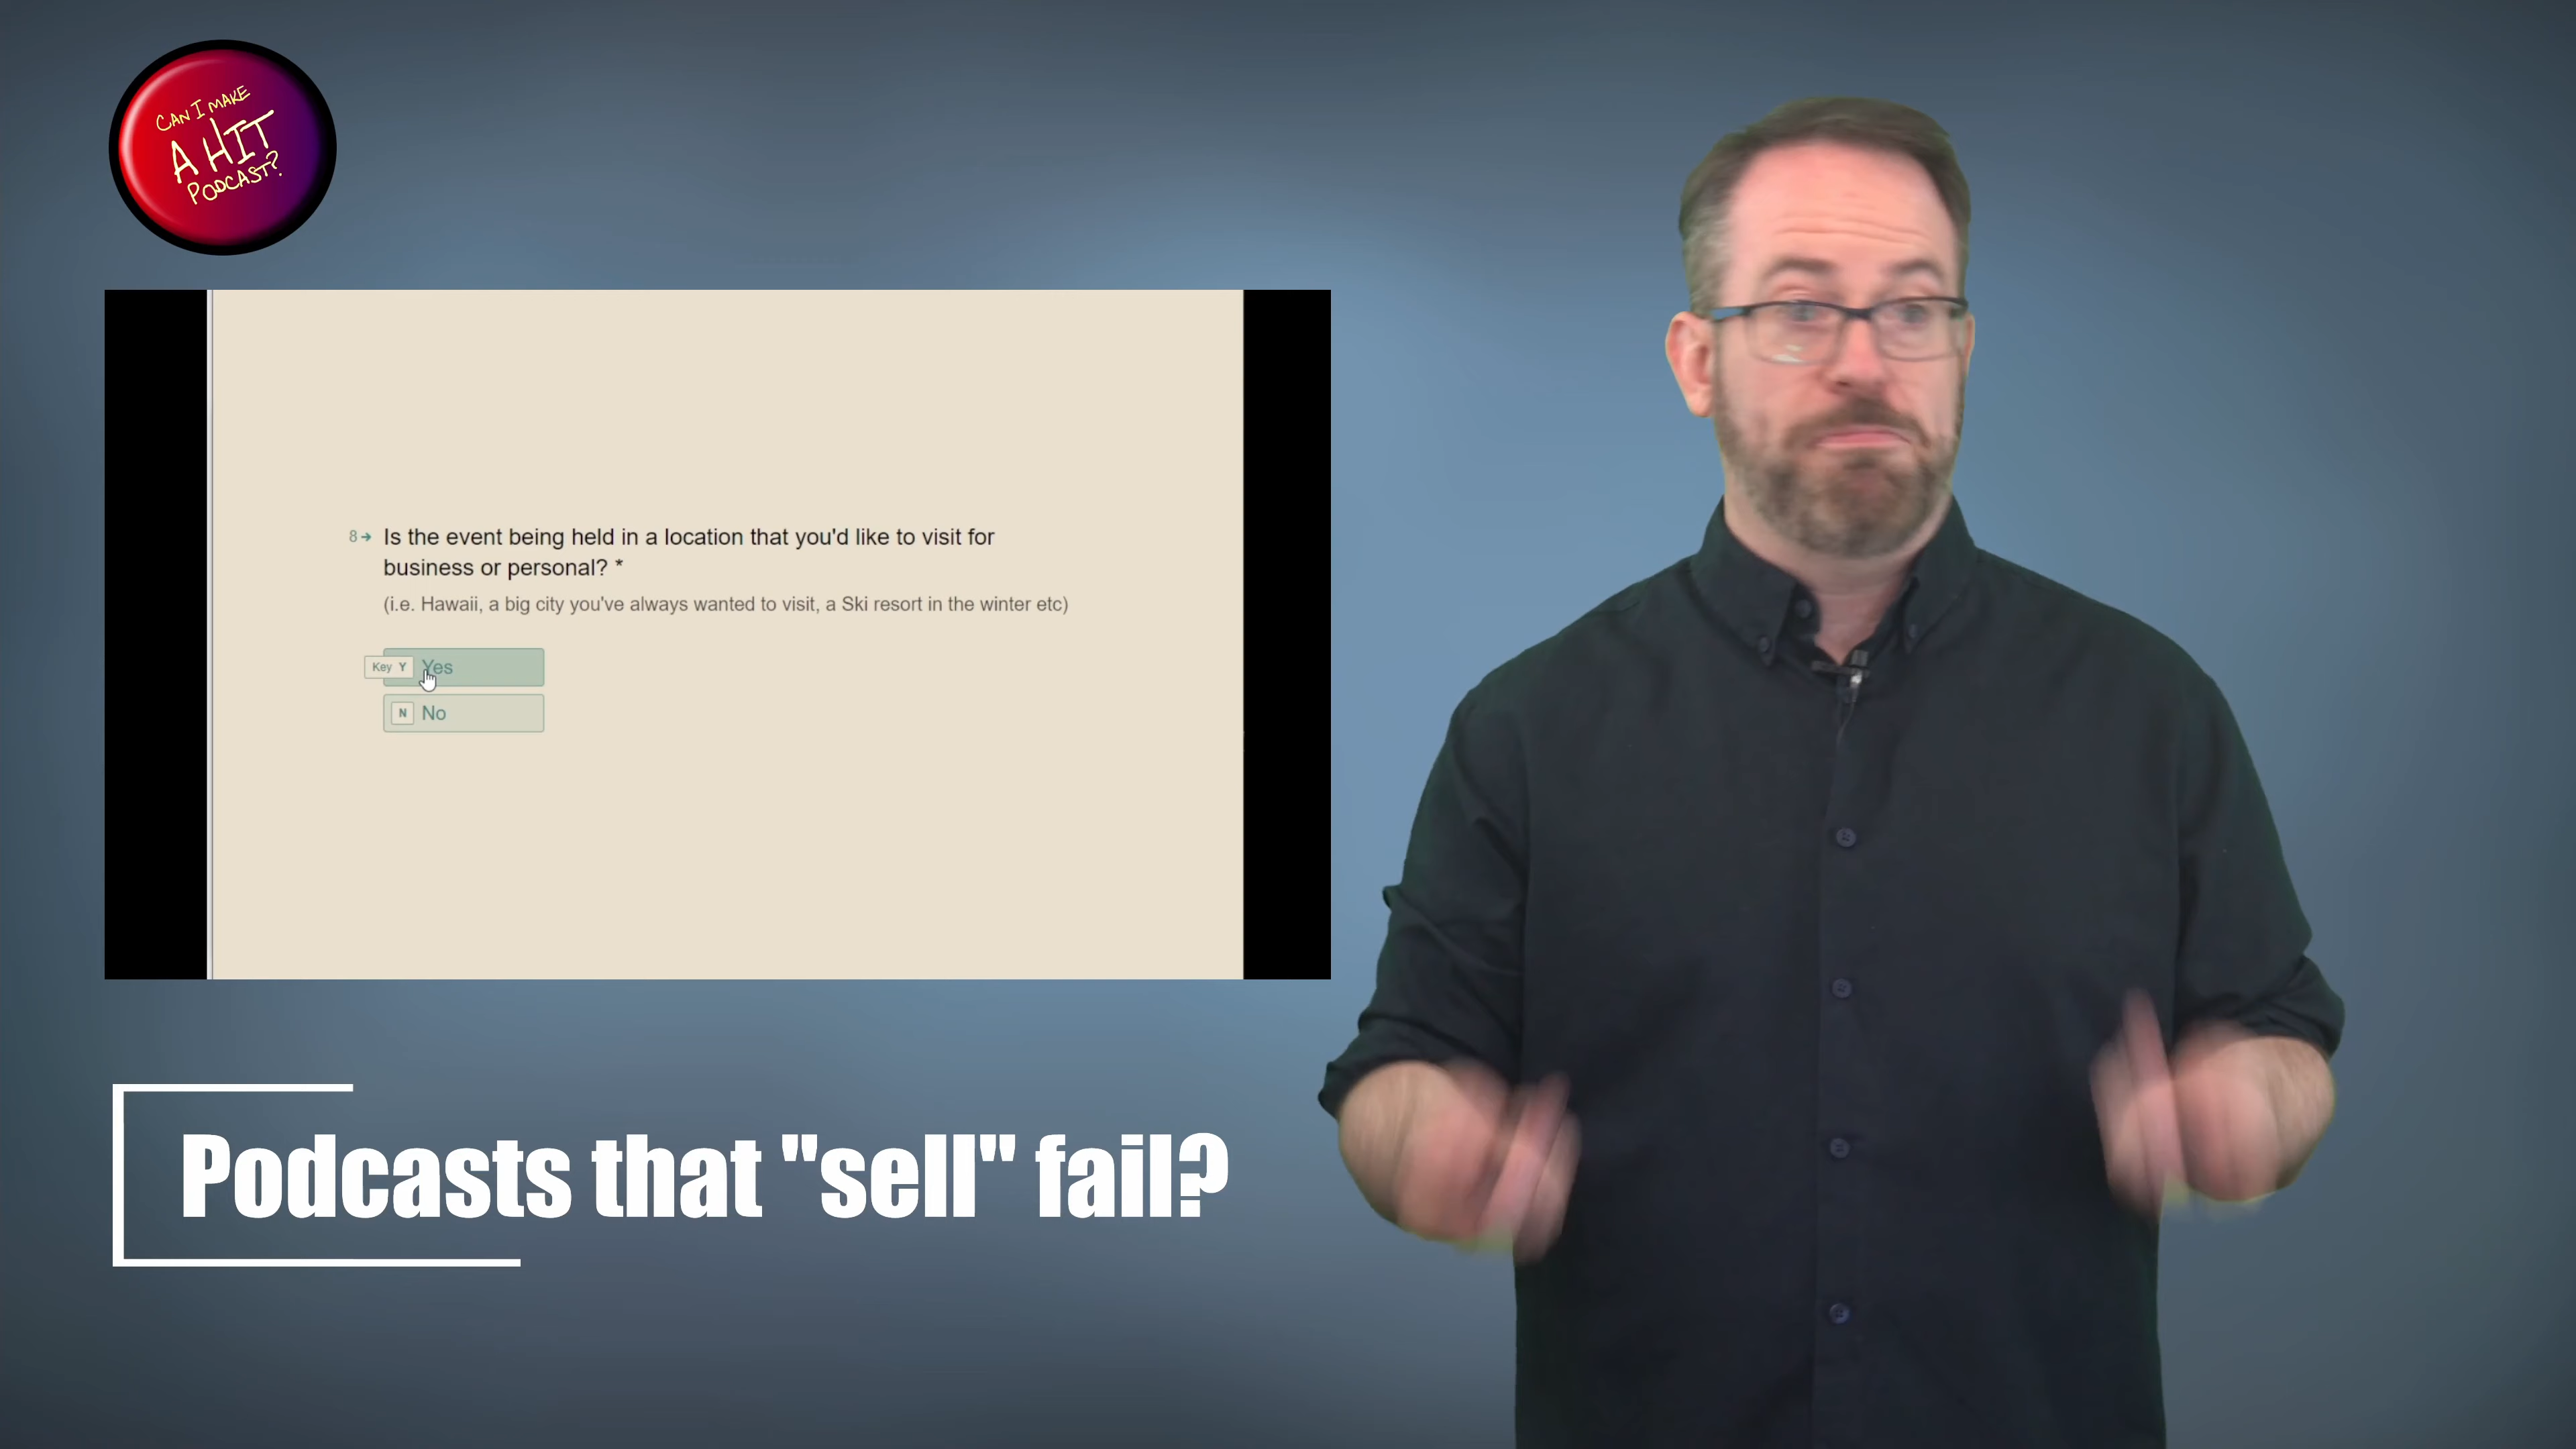 CAN I MAKE
A HIT
PODCAST?
8 Is the event being held in a location that you'd like to visit for
business or personal? *
(i.e. Hawaii, a big city you've always wanted to visit, a Ski resort in the winter etc)
Key Y Yes
N No
Podcasts that "sell" fail?